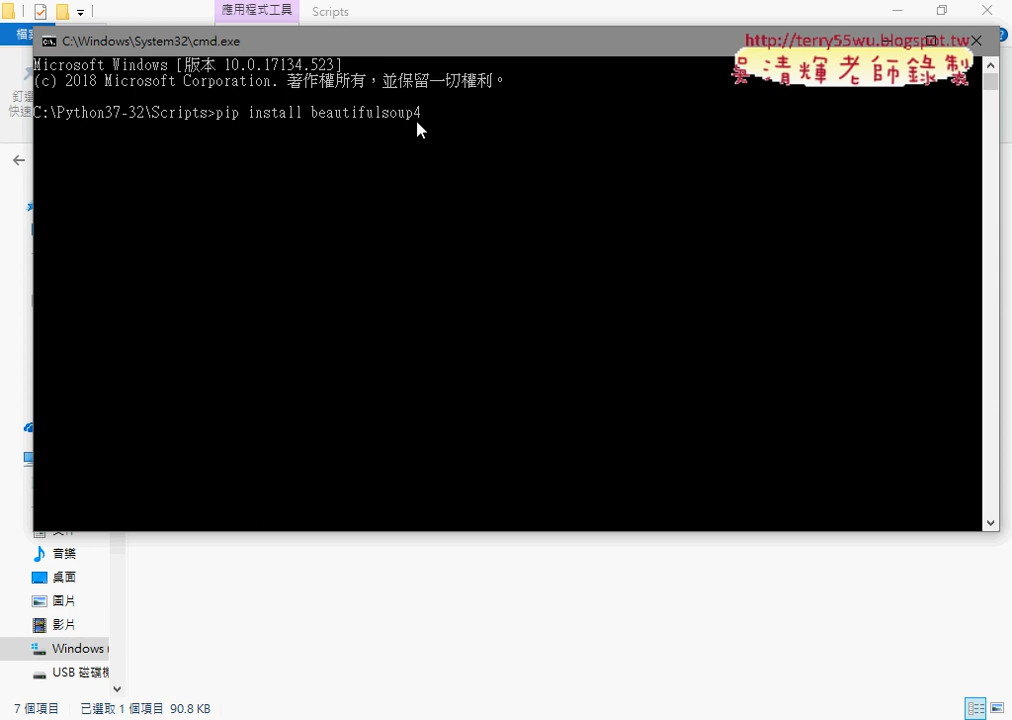 應用程式工具
Scripts
檔案
C:\Windows\System32\cmd.exe
http://terry55wu.blogspot.tw
吳清輝老師錄製
Microsoft Windows [版本 10.0.17134.523]
(c) 2018 Microsoft Corporation. 著作權所有，並保留一切權利。
C:\Python37-32\Scripts>pip install beautifulsoup4
音樂
桌面
圖片
影片
Windows (
USB 磁碟機
7 個項目
已選取 1 個項目
90.8 KB